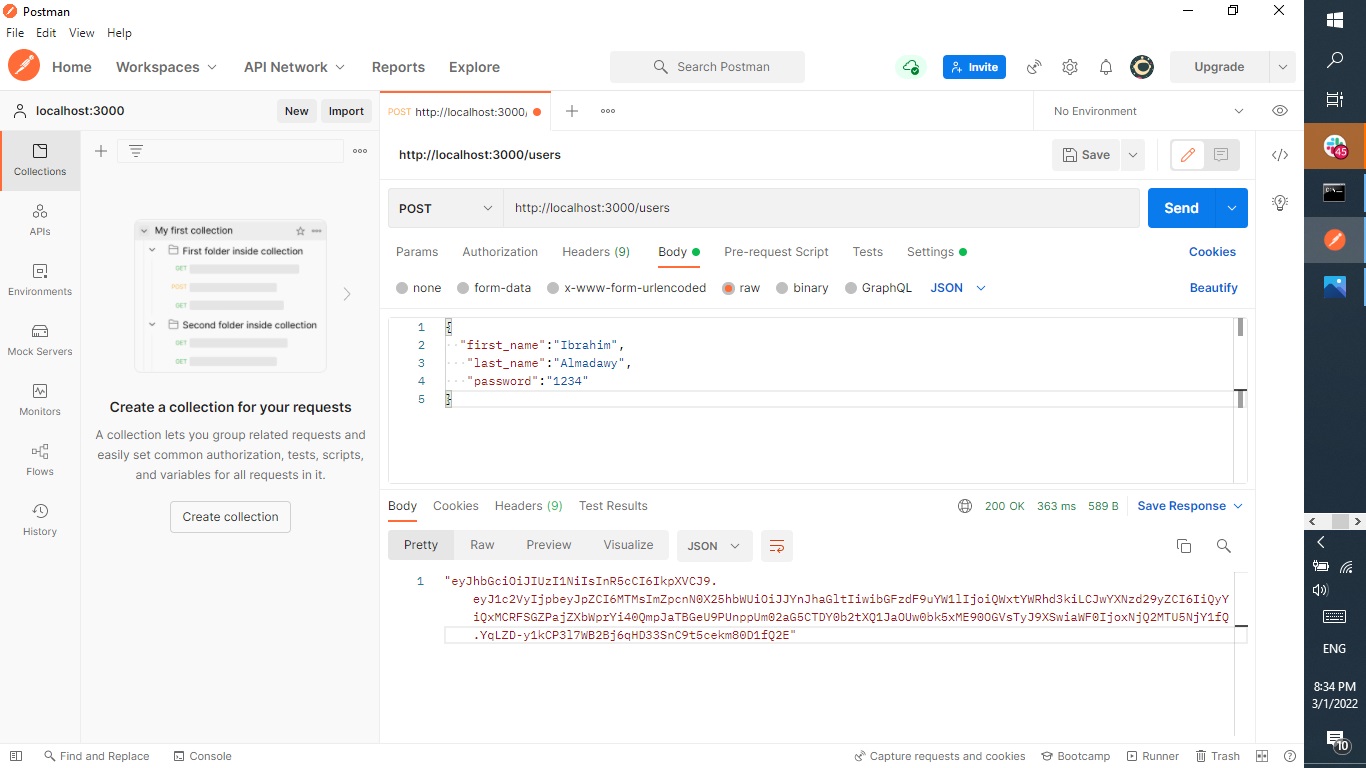 Postman
File Edit View Help
Home Workspaces API Network Reports Explore Search Postman Invite Upgrade
localhost:3000 New Import POST http://localhost:3000/ No Environment
http://localhost:3000/users Save
Collections
APIs
Environments
Mock Servers
Monitors
Flows
History
My first collection
First folder inside collection
GET
POST
GET
Second folder inside collection
GET
GET
Create a collection for your requests
A collection lets you group related requests and
easily set common authorization, tests, scripts,
and variables for all requests in it.
Create collection
POST http://localhost:3000/users Send
Params Authorization Headers (9) Body Pre-request Script Tests Settings Cookies
none form-data x-www-form-urlencoded raw binary GraphQL JSON Beautify
1 {
2 "first_name":"Ibrahim",
3 "last_name":"Almadawy",
4 "password":"1234"
5 }
Body Cookies Headers (9) Test Results 200 OK 363 ms 589 B Save Response
Pretty Raw Preview Visualize JSON
1 "eyJhbGciOiJIUzI1NiIsInR5cCI6IkpXVCJ9.
eyJ1c2VyIjpbeyJpZCI6MTMsImZpcnN0X25hbWUiOiJJYnJhaGltIiwibGFzdF9uYW1lIjoiQWxtYWRhd3kiLCJwYXNzd29yZCI6IiQyY
iQxMCRFSGZPajZXbWprYi40QmpJaTBGeU9PUnppUm02aG5CTDY0b2tXQ1JaOUw0bk5xME90OGVsTyJ9XSwiaWF0IjoxNjQ2MTU5NjY1fQ
.YqLZD-y1kCP3l7WB2Bj6qHD33SnC9t5cekm80D1fQ2E"
Find and Replace Console Capture requests and cookies Bootcamp Runner Trash
45
ENG
8:34 PM
3/1/2022
10